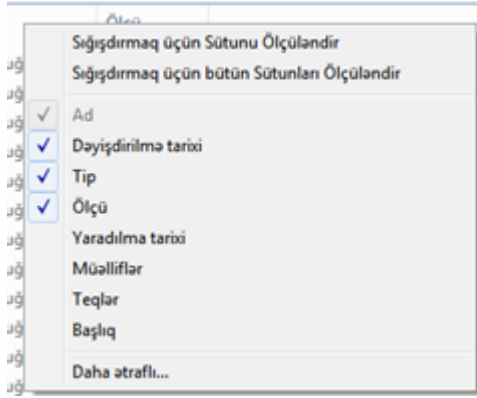 Ölçü
Sığışdırmaq üçün Sütunu Ölçüləndir
Sığışdırmaq üçün bütün Sütunları Ölçüləndir
Ad
Dəyişdirilmə tarixi
Tip
Ölçü
Yaradılma tarixi
Müəlliflər
Teqlər
Başlıq
Daha ətraflı...